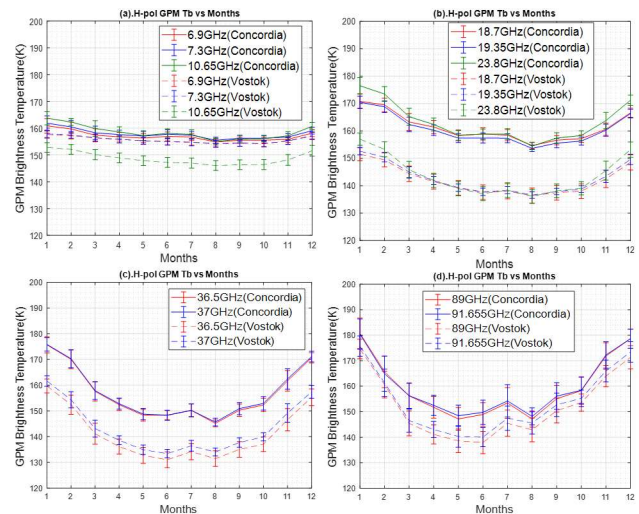 (a).H-pol GPM Tb vs Months
GPM Brightness Temperature(K)
200
190
180
170
160
150
140
130
120
6.9GHz(Concordia)
7.3GHz(Concordia)
10.65GHz(Concordia)
6.9GHz(Vostok)
7.3GHz(Vostok)
10.65GHz(Vostok)
1 2 3 4 5 6 7 8 9 10 11 12
Months
(b).H-pol GPM Tb vs Months
GPM Brightness Temperature(K)
200
190
180
170
160
150
140
130
120
18.7GHz(Concordia)
19.35GHz(Concordia)
23.8GHz(Concordia)
18.7GHz(Vostok)
19.35GHz(Vostok)
23.8GHz(Vostok)
1 2 3 4 5 6 7 8 9 10 11 12
Months
(c).H-pol GPM Tb vs Months
GPM Brightness Temperature(K)
200
190
180
170
160
150
140
130
120
36.5GHz(Concordia)
37GHz(Concordia)
36.5GHz(Vostok)
37GHz(Vostok)
1 2 3 4 5 6 7 8 9 10 11 12
Months
(d).H-pol GPM Tb vs Months
GPM Brightness Temperature(K)
200
190
180
170
160
150
140
130
120
89GHz(Concordia)
91.655GHz(Concordia)
89GHz(Vostok)
91.655GHz(Vostok)
1 2 3 4 5 6 7 8 9 10 11 12
Months